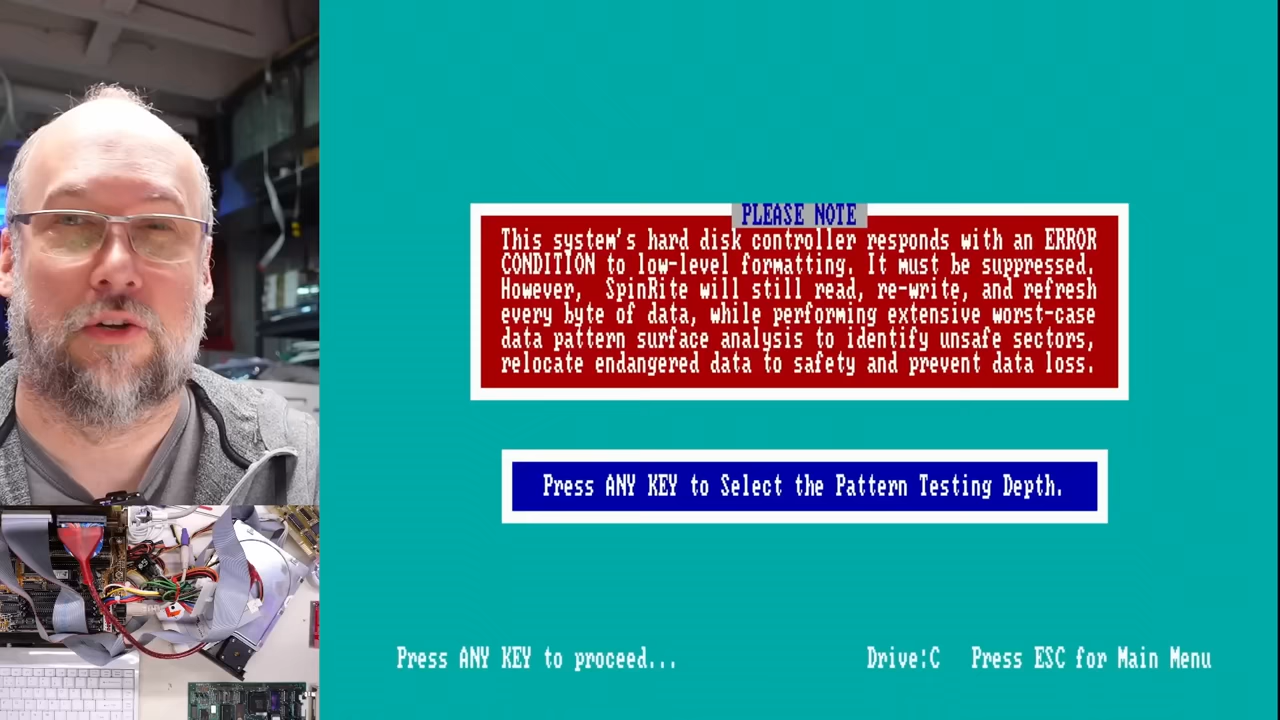 PLEASE NOTE
This system's hard disk controller responds with an ERROR
CONDITION to low-level formatting. It must be suppressed.
However, SpinRite will still read, re-write, and refresh
every byte of data, while performing extensive worst-case
data pattern surface analysis to identify unsafe sectors,
relocate endangered data to safety and prevent data loss.
Press ANY KEY to Select the Pattern Testing Depth.
Press ANY KEY to proceed... Drive:C Press ESC for Main Menu